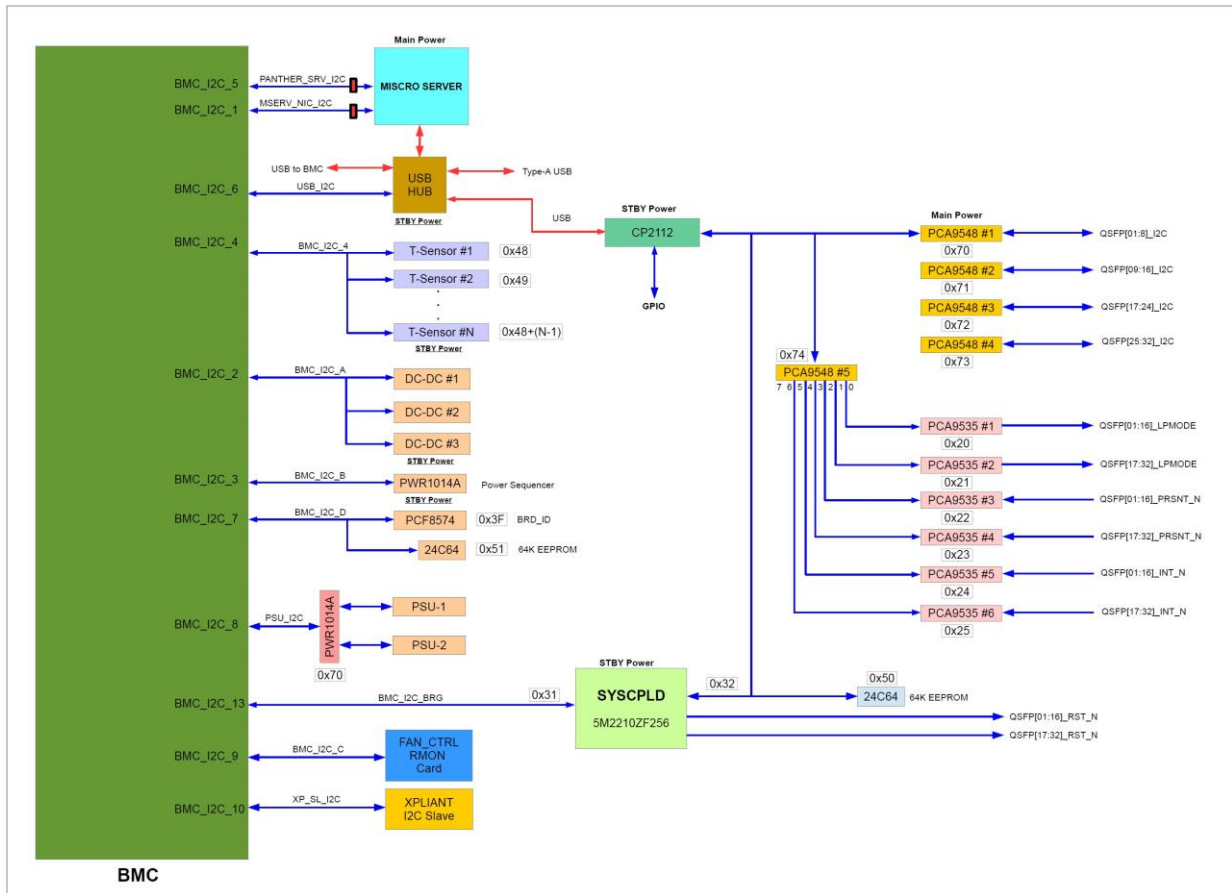 Main Power
BMC_I2C_5
PANTHER_SRV_I2C
MISCRO SERVER
BMC_I2C_1
MSERV_NIC_I2C
USB to BMC
USB
HUB
Type-A USB
BMC_I2C_6
USB_I2C
STBY Power
USB
STBY Power
CP2112
GPIO
Main Power
PCA9548 #1
QSFP[01:8]_I2C
0x70
PCA9548 #2
QSFP[09:16]_I2C
0x71
PCA9548 #3
QSFP[17:24]_I2C
0x72
PCA9548 #4
QSFP[25:32]_I2C
0x73
BMC_I2C_4
BMC_I2C_4
T-Sensor #1
0x48
T-Sensor #2
0x49
.
.
.
T-Sensor #N
0x48+(N-1)
STBY Power
0x74
PCA9548 #5
7 6 5 4 3 2 1 0
BMC_I2C_2
BMC_I2C_A
DC-DC #1
DC-DC #2
DC-DC #3
STBY Power
PCA9535 #1
QSFP[01:16]_LPMODE
0x20
PCA9535 #2
QSFP[17:32]_LPMODE
0x21
PCA9535 #3
QSFP[01:16]_PRSNT_N
0x22
PCA9535 #4
QSFP[17:32]_PRSNT_N
0x23
PCA9535 #5
QSFP[01:16]_INT_N
0x24
PCA9535 #6
QSFP[17:32]_INT_N
0x25
BMC_I2C_3
BMC_I2C_B
PWR1014A
Power Sequencer
STBY Power
BMC_I2C_7
BMC_I2C_D
PCF8574
0x3F
BRD_ID
24C64
0x51
64K EEPROM
BMC_I2C_8
PSU_I2C
PWR1014A
PSU-1
PSU-2
0x70
BMC_I2C_13
BMC_I2C_BRG
0x31
STBY Power
SYSCPLD
5M2210ZF256
0x32
0x50
24C64
64K EEPROM
QSFP[01:16]_RST_N
QSFP[17:32]_RST_N
BMC_I2C_9
BMC_I2C_C
FAN_CTRL
RMON
Card
BMC_I2C_10
XP_SL_I2C
XPLIANT
I2C Slave
BMC